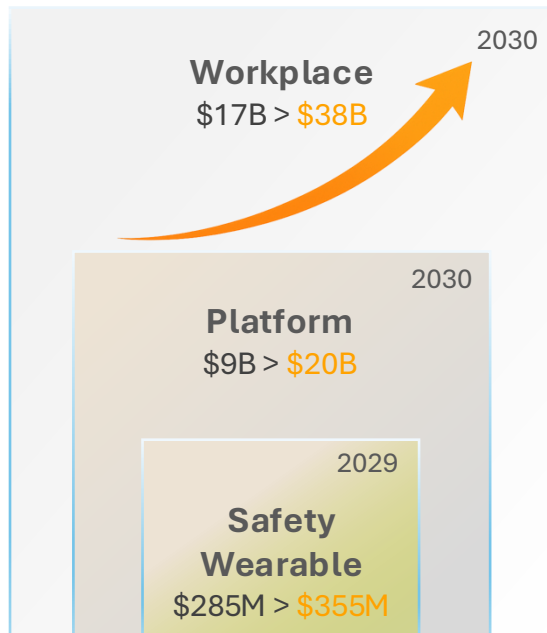 2030
Workplace
$17B > $38B
2030
Platform
$9B > $20B
2029
Safety
Wearable
$285M > $355M